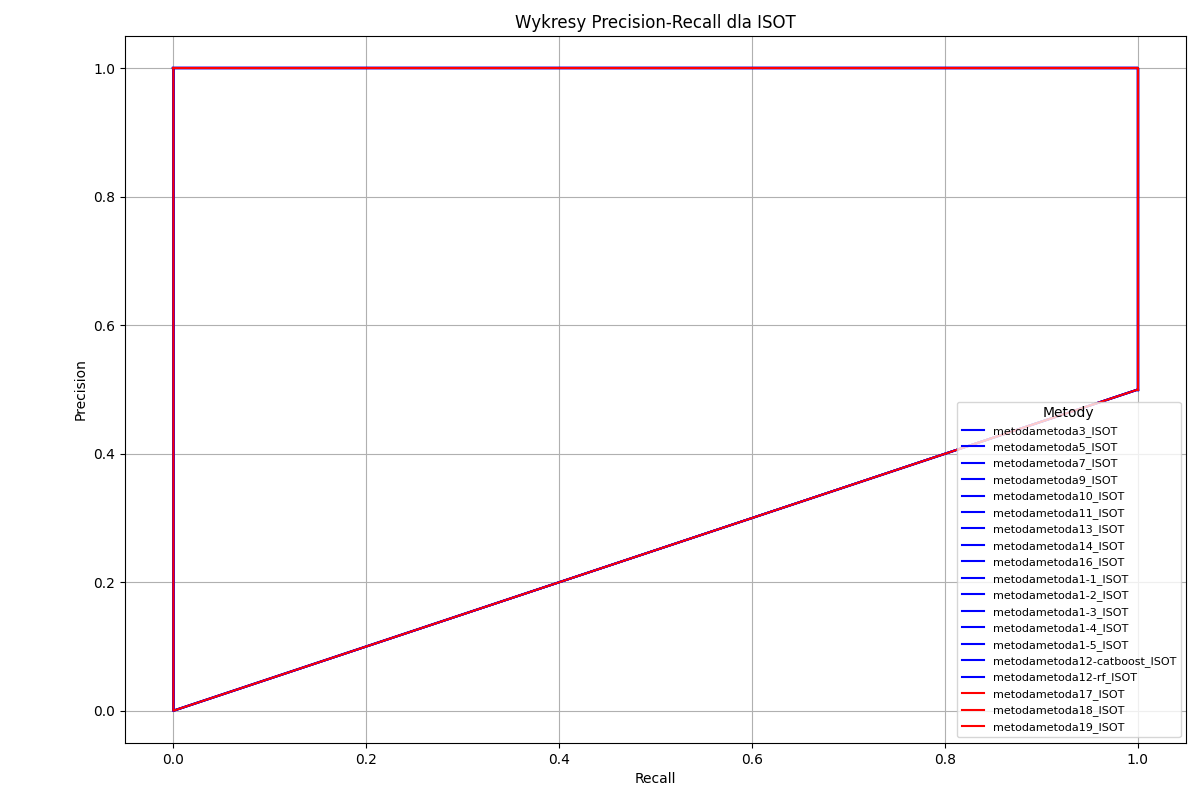 Wykresy Precision-Recall dla ISOT
1.0
0.8
0.6
0.4
0.2
0.0
Precision
0.0 0.2 0.4 0.6 0.8 1.0
Recall
Metody
metodametoda3_ISOT
metodametoda5_ISOT
metodametoda7_ISOT
metodametoda9_ISOT
metodametoda10_ISOT
metodametoda11_ISOT
metodametoda13_ISOT
metodametoda14_ISOT
metodametoda16_ISOT
metodametoda1-1_ISOT
metodametoda1-2_ISOT
metodametoda1-3_ISOT
metodametoda1-4_ISOT
metodametoda1-5_ISOT
metodametoda12-catboost_ISOT
metodametoda12-rf_ISOT
metodametoda17_ISOT
metodametoda18_ISOT
metodametoda19_ISOT